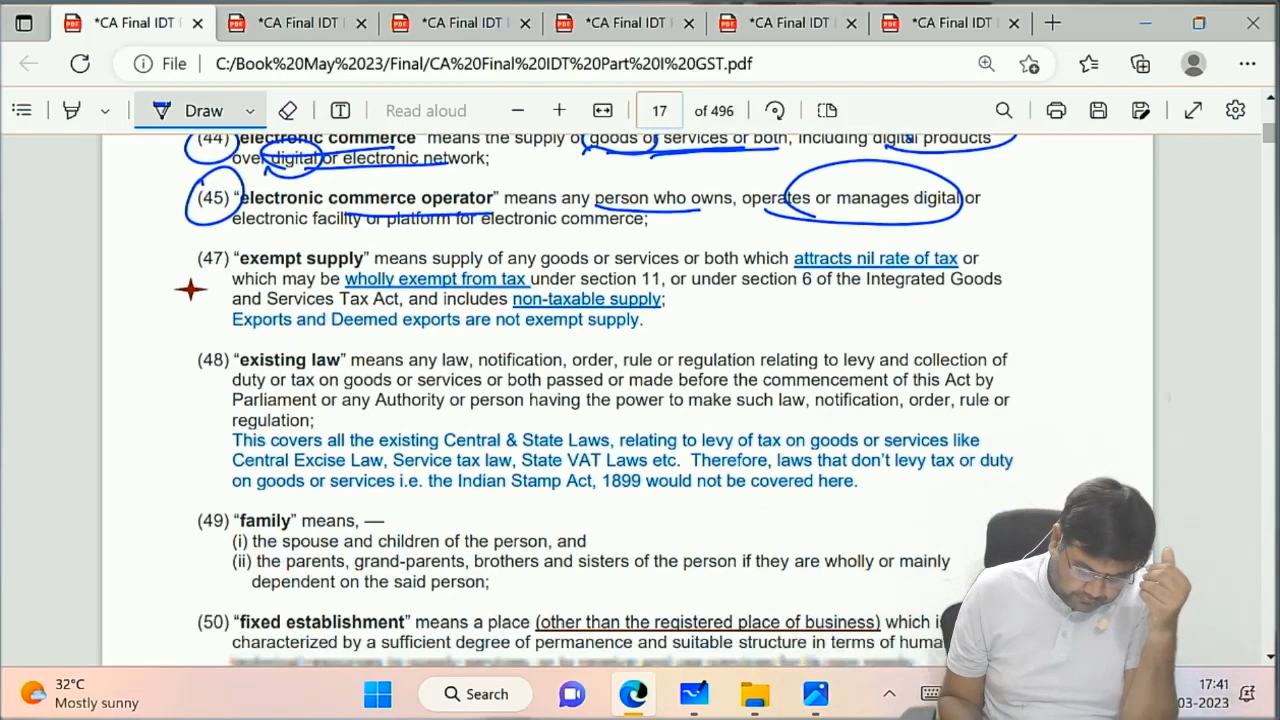 *CA Final IDT
*CA Final IDT
*CA Final IDT
*CA Final IDT
*CA Final IDT
*CA Final IDT
File
C:/Book%20May%202023/Final/CA%20Final%20IDT%20Part%20I%20GST.pdf
Draw
Read aloud
17 of 496
(44) “electronic commerce” means the supply of goods or services or both, including digital products
over digital or electronic network;
(45) “electronic commerce operator” means any person who owns, operates or manages digital or
electronic facility or platform for electronic commerce;
(47) “exempt supply” means supply of any goods or services or both which attracts nil rate of tax or
which may be wholly exempt from tax under section 11, or under section 6 of the Integrated Goods
and Services Tax Act, and includes non-taxable supply;
Exports and Deemed exports are not exempt supply.
(48) “existing law” means any law, notification, order, rule or regulation relating to levy and collection of
duty or tax on goods or services or both passed or made before the commencement of this Act by
Parliament or any Authority or person having the power to make such law, notification, order, rule or
regulation;
This covers all the existing Central & State Laws, relating to levy of tax on goods or services like
Central Excise Law, Service tax law, State VAT Laws etc. Therefore, laws that don’t levy tax or duty
on goods or services i.e. the Indian Stamp Act, 1899 would not be covered here.
(49) “family” means, —
(i) the spouse and children of the person, and
(ii) the parents, grand-parents, brothers and sisters of the person if they are wholly or mainly
dependent on the said person;
(50) “fixed establishment” means a place (other than the registered place of business) which
characterized by a sufficient degree of permanence and suitable structure in terms of
32°C
Mostly sunny
Search
17:41
03-2023